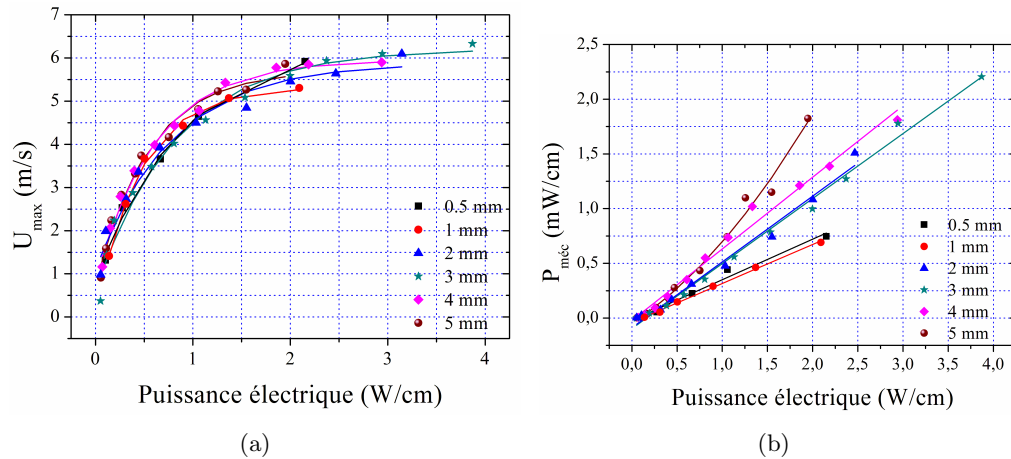 7
6
5
4
3
2
1
0
0
1
2
3
4
U_max (m/s)
Puissance électrique (W/cm)
0.5 mm
1 mm
2 mm
3 mm
4 mm
5 mm
(a)
2,5
2,0
1,5
1,0
0,5
0,0
0,0
0,5
1,0
1,5
2,0
2,5
3,0
3,5
4,0
P_méc (mW/cm)
Puissance électrique (W/cm)
0.5 mm
1 mm
2 mm
3 mm
4 mm
5 mm
(b)